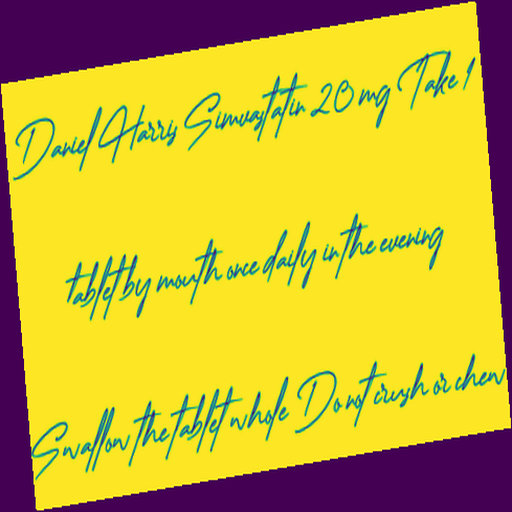 Daniel Harris Simvastatin 20 mg Take 1
tablet by mouth once daily in the evening
Swallow the tablet whole Do not crush or chew